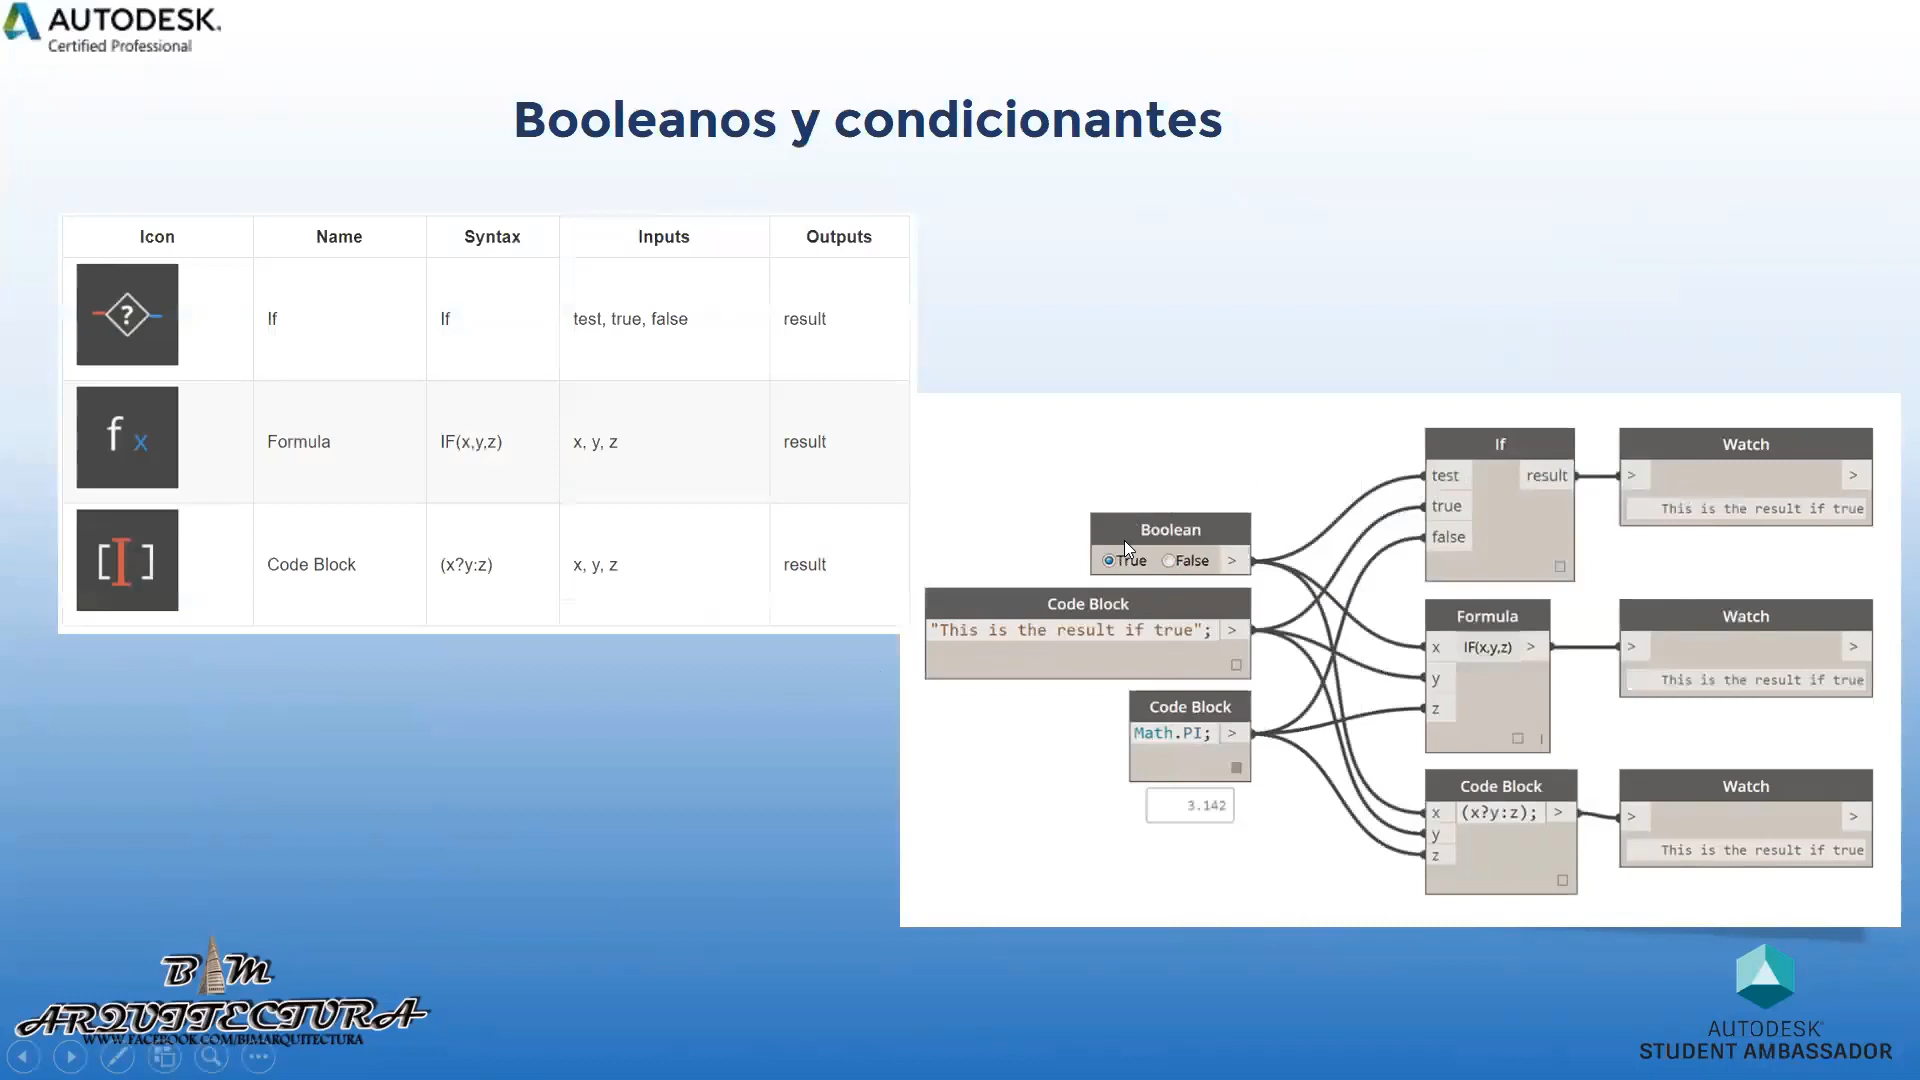 AUTODESK.
Certified Professional
Booleanos y condicionantes
Icon Name Syntax Inputs Outputs
? If If test, true, false result
f x Formula IF(x,y,z) x, y, z result
[I] Code Block (x?y:z) x, y, z result
Boolean
True False >
Code Block
"This is the result if true"; >
Code Block
Math.PI; >
3.142
If
test result
true
false
Watch
> >
This is the result if true
Formula
x IF(x,y,z) >
y
z
Watch
> >
This is the result if true
Code Block
x (x?y:z); >
y
z
Watch
> >
This is the result if true
BIM
ARQUITECTURA
WWW.FACEBOOK.COM/BIMARQUITECTURA
AUTODESK®
STUDENT AMBASSADOR